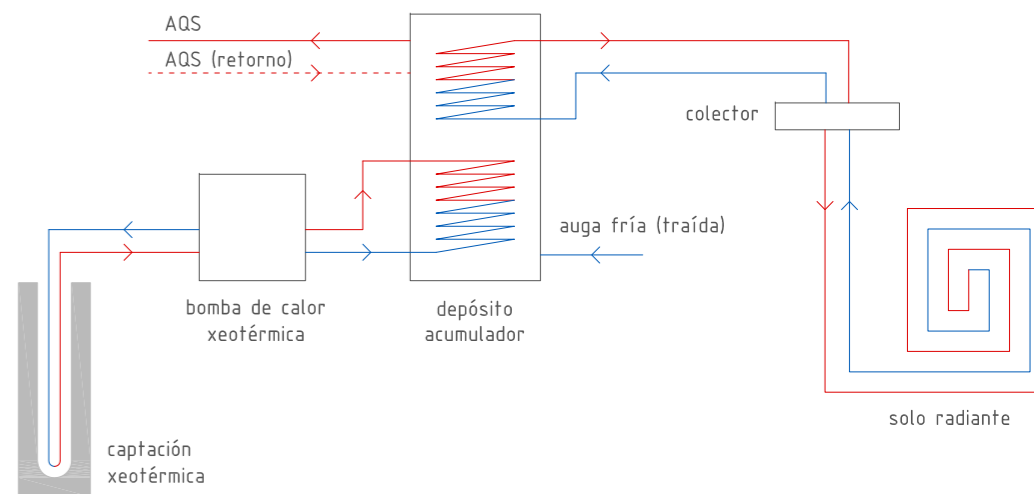 AQS
AQS (retorno)
colector
auga fría (traída)
bomba de calor
xeotérmica
depósito
acumulador
solo radiante
captación
xeotérmica